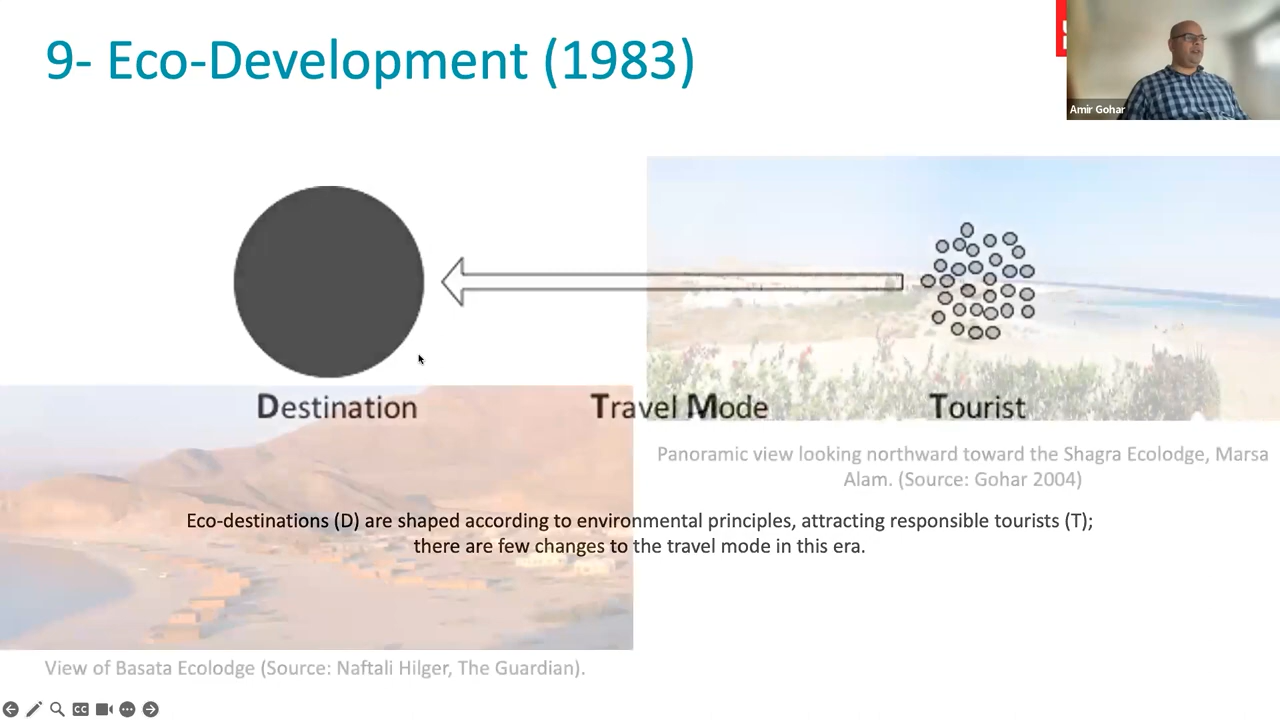 9- Eco-Development (1983)
Amir Gohar
Destination
Travel Mode
Tourist
Panoramic view looking northward toward the Shagra Ecolodge, Marsa
Alam. (Source: Gohar 2004)
Eco-destinations (D) are shaped according to environmental principles, attracting responsible tourists (T);
there are few changes to the travel mode in this era.
View of Basata Ecolodge (Source: Naftali Hilger, The Guardian).
CC